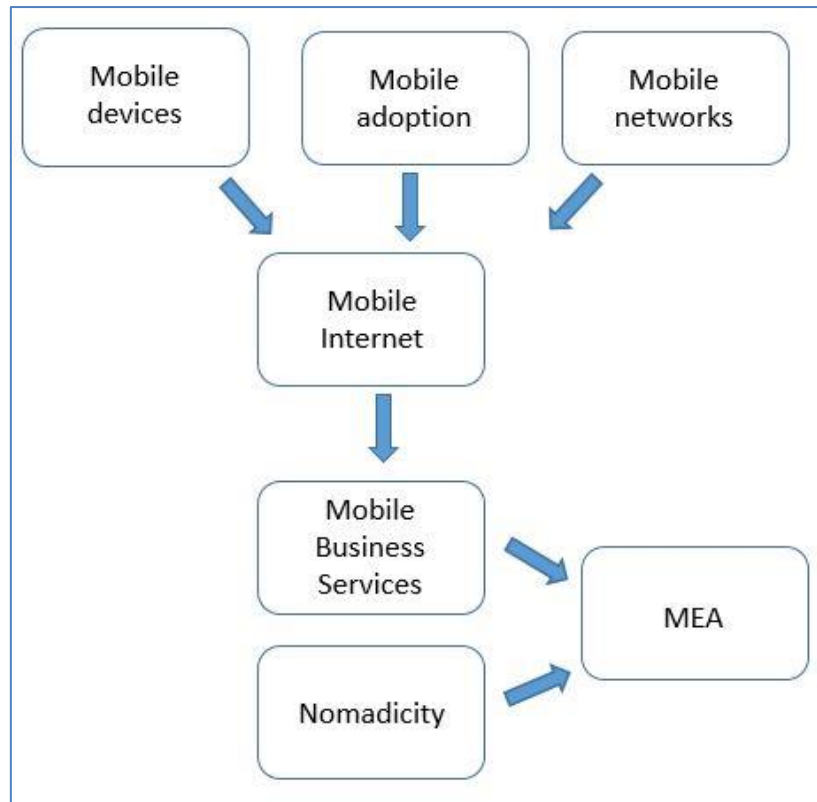 Mobile
devices
Mobile
adoption
Mobile
networks
Mobile
Internet
Mobile
Business
Services
MEA
Nomadicity